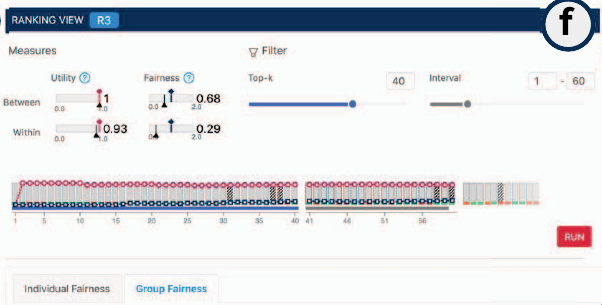 RANKING VIEW R3
f
Measures
Filter
Utility ? Fairness ?
Top-k 40 Interval 1 - 60
Between 1 0.68
0.0 1.0 0.0 2.0
Within 0.93 0.29
0.0 1.0 0.0 2.0
1 5 10 15 20 25 30 35 40 41 46 51 56
RUN
Individual Fairness Group Fairness